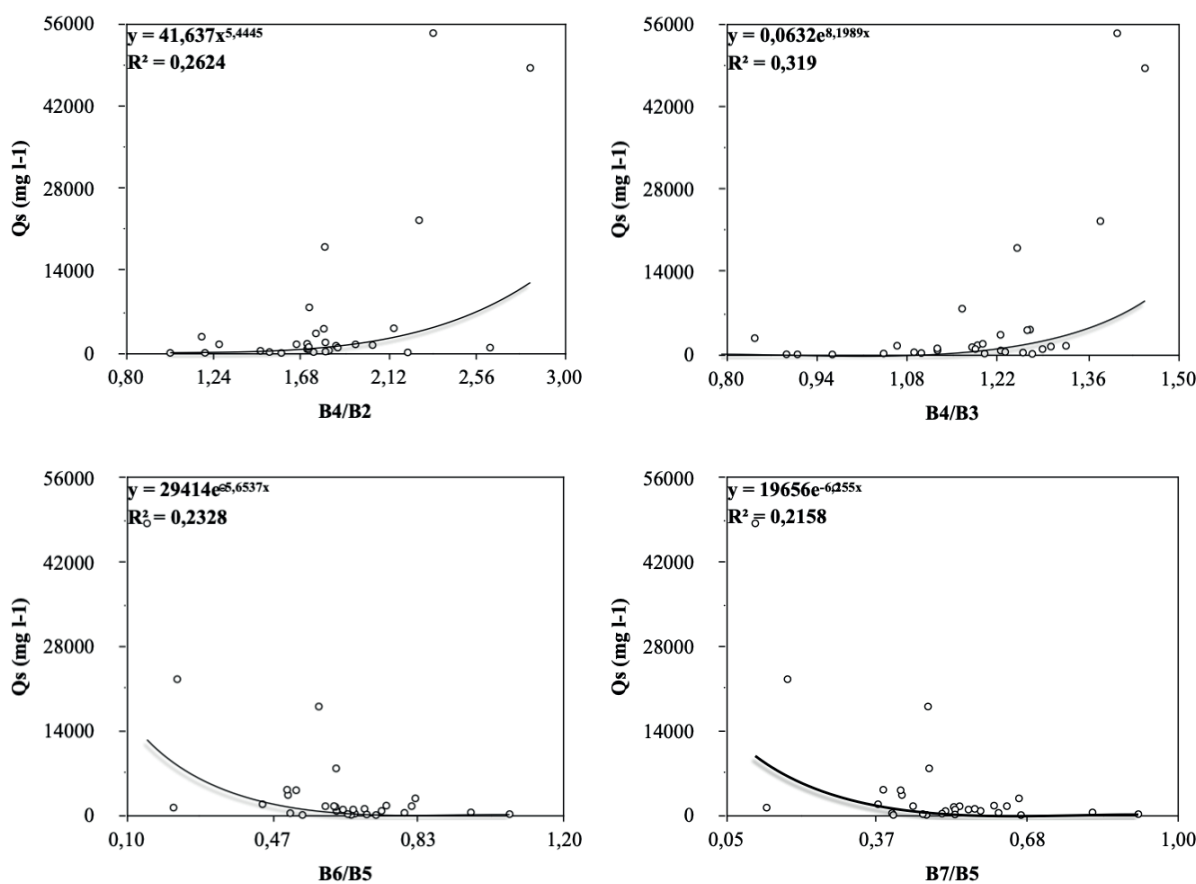 56000
42000
28000
14000
0
Qs (mg l-1)
y = 41,637x5,4445
R² = 0,2624
0,80 1,24 1,68 2,12 2,56 3,00
B4/B2
56000
42000
28000
14000
0
Qs (mg l-1)
y = 0,0632e8,1989x
R² = 0,319
0,80 0,94 1,08 1,22 1,36 1,50
B4/B3
56000
42000
28000
14000
0
Qs (mg l-1)
y = 29414e-5,6537x
R² = 0,2328
0,10 0,47 0,83 1,20
B6/B5
56000
42000
28000
14000
0
Qs (mg l-1)
y = 19656e-6,255x
R² = 0,2158
0,05 0,37 0,68 1,00
B7/B5